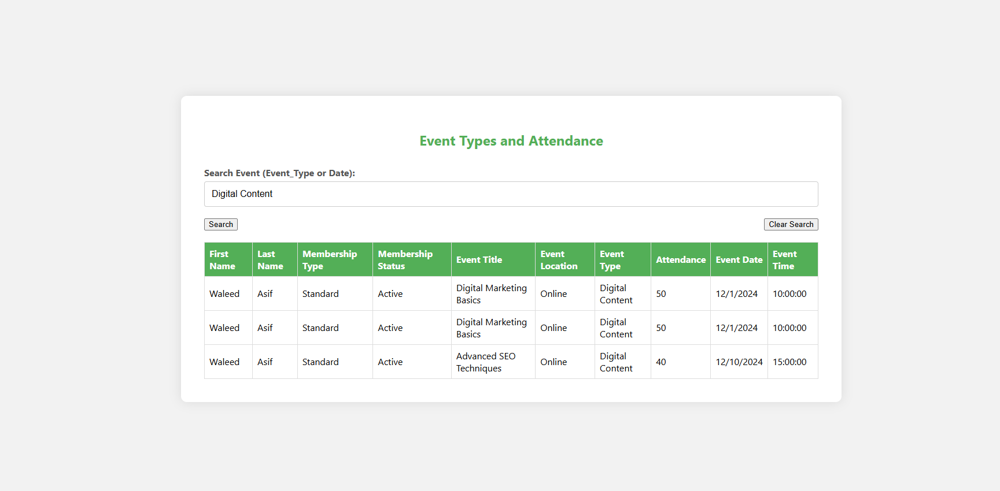 Event Types and Attendance
Search Event (Event_Type or Date):
Digital Content
Search Clear Search
First Name Last Name Membership Type Membership Status Event Title Event Location Event Type Attendance Event Date Event Time
Waleed Asif Standard Active Digital Marketing Basics Online Digital Content 50 12/1/2024 10:00:00
Waleed Asif Standard Active Digital Marketing Basics Online Digital Content 50 12/1/2024 10:00:00
Waleed Asif Standard Active Advanced SEO Techniques Online Digital Content 40 12/10/2024 15:00:00